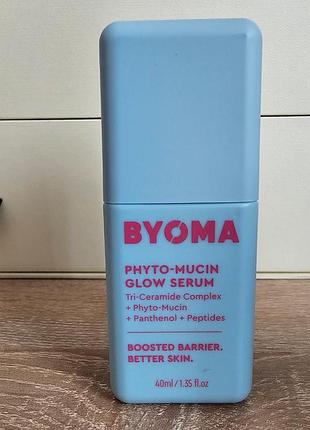 BYOMA
PHYTO-MUCIN
GLOW SERUM
Tri-Ceramide Complex
+ Phyto-Mucin
+ Panthenol + Peptides
BOOSTED BARRIER.
BETTER SKIN.
40ml / 1.35 fl.oz